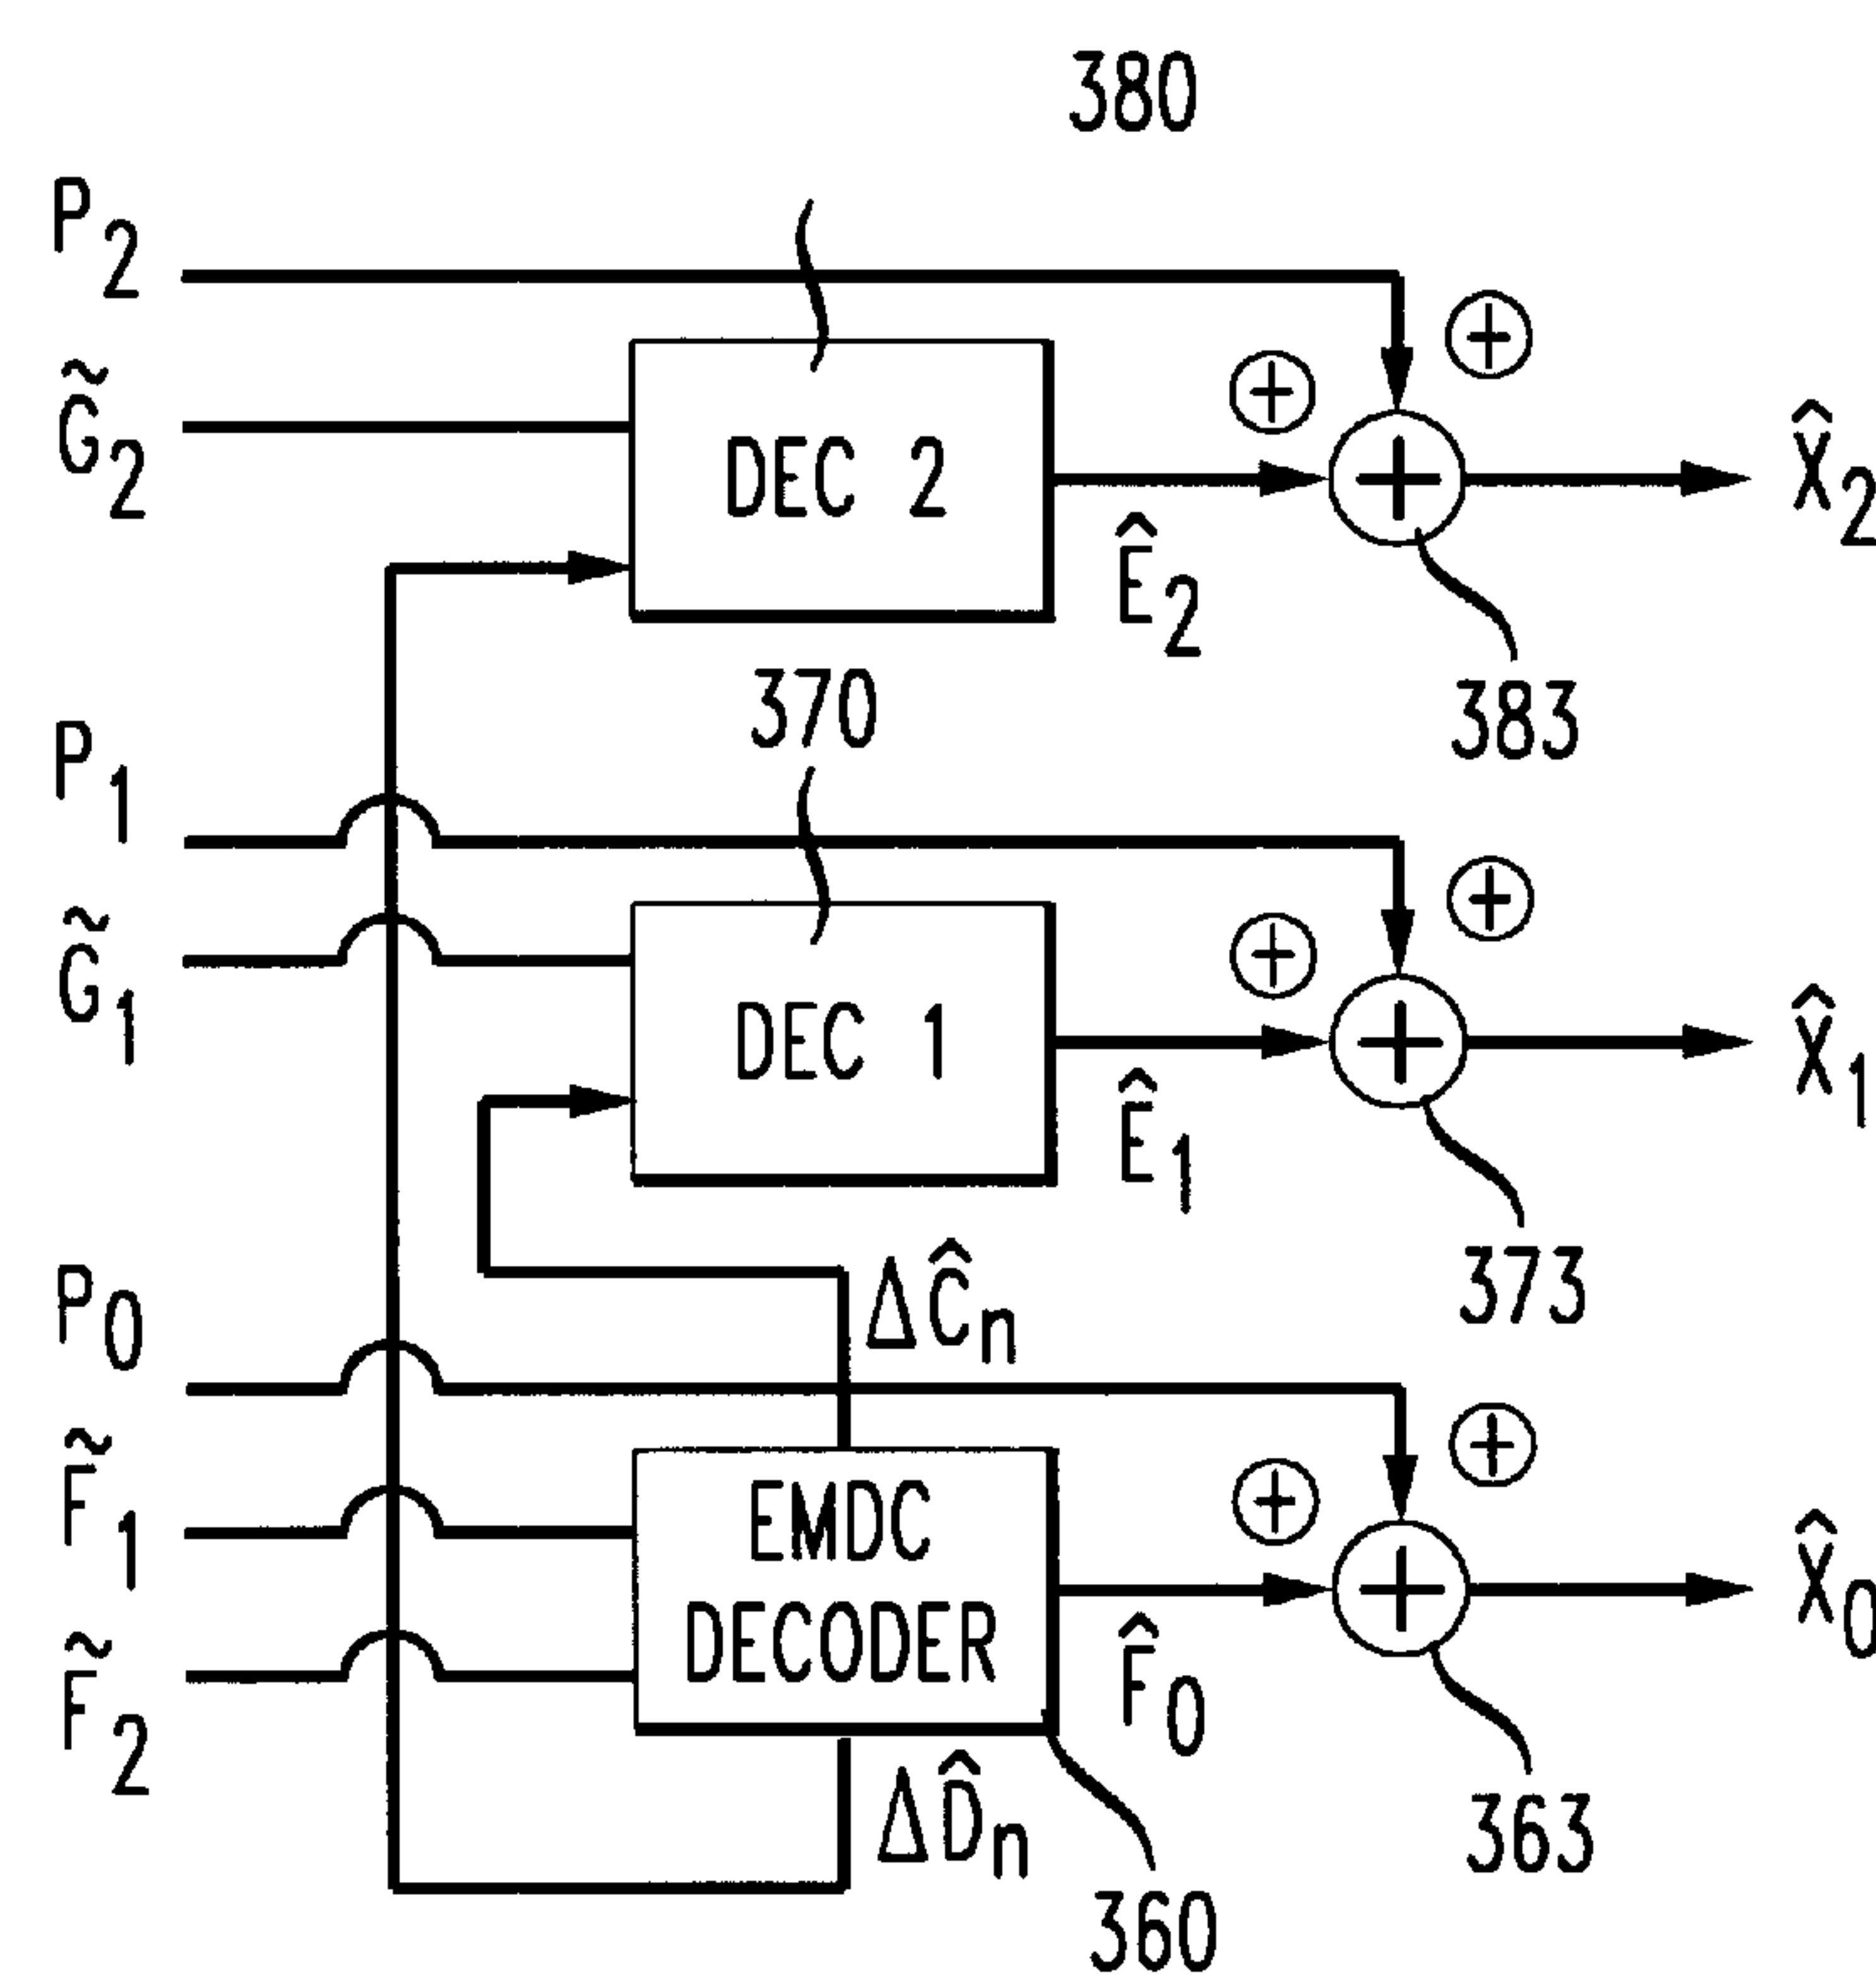 380
P2
G̃2
DEC 2
+
+
+
Ê2
X̂2
383
370
P1
G̃1
DEC 1
+
+
+
Ê1
X̂1
373
ΔĈn
P0
F̃1
F̃2
EMDC
DECODER
+
+
+
F̂0
X̂0
363
ΔD̂n
360